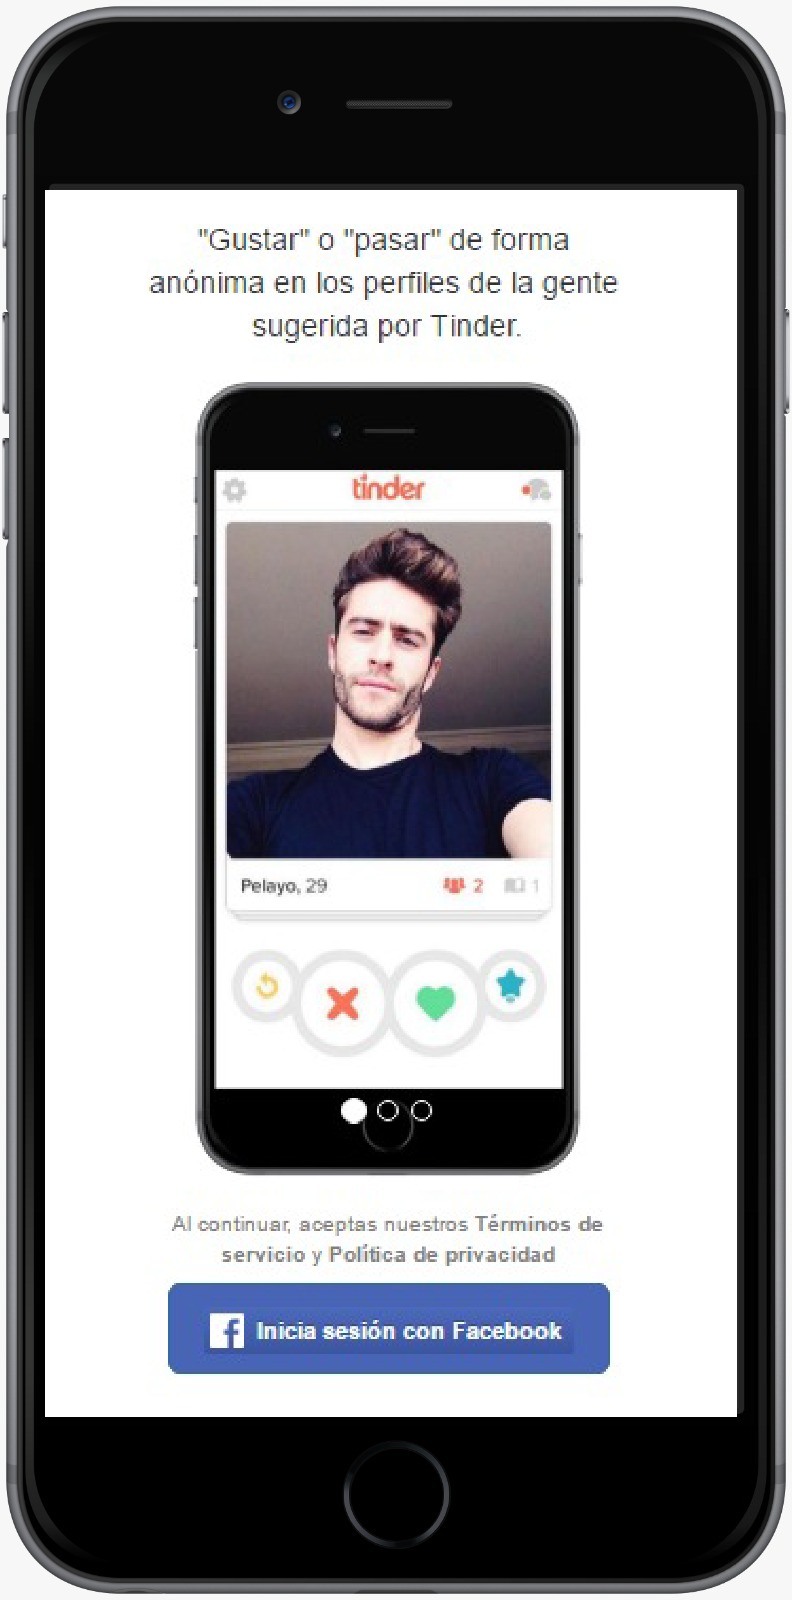 "Gustar" o "pasar" de forma
anónima en los perfiles de la gente
sugerida por Tinder.
tinder
Pelayo, 29 2 1
Al continuar, aceptas nuestros Términos de
servicio y Política de privacidad
f Inicia sesión con Facebook